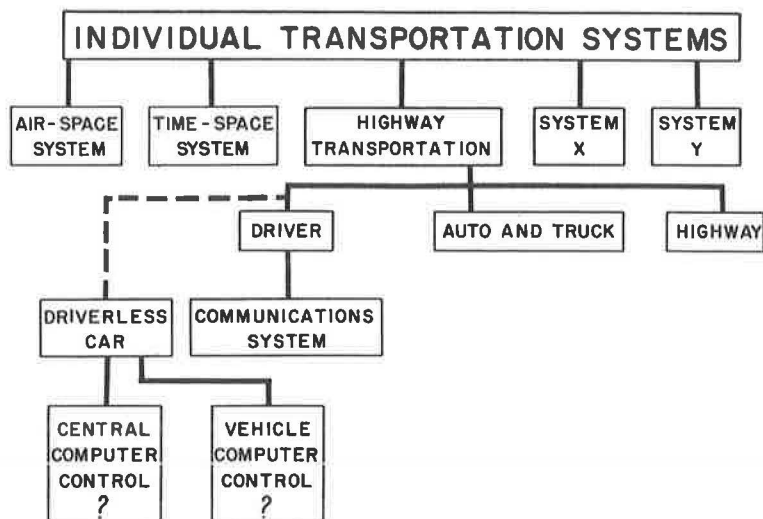 INDIVIDUAL TRANSPORTATION SYSTEMS
AIR-SPACE
SYSTEM
TIME-SPACE
SYSTEM
HIGHWAY
TRANSPORTATION
SYSTEM
X
SYSTEM
Y
DRIVER
AUTO AND TRUCK
HIGHWAY
DRIVERLESS
CAR
COMMUNICATIONS
SYSTEM
CENTRAL
COMPUTER
CONTROL
?
VEHICLE
COMPUTER
CONTROL
?